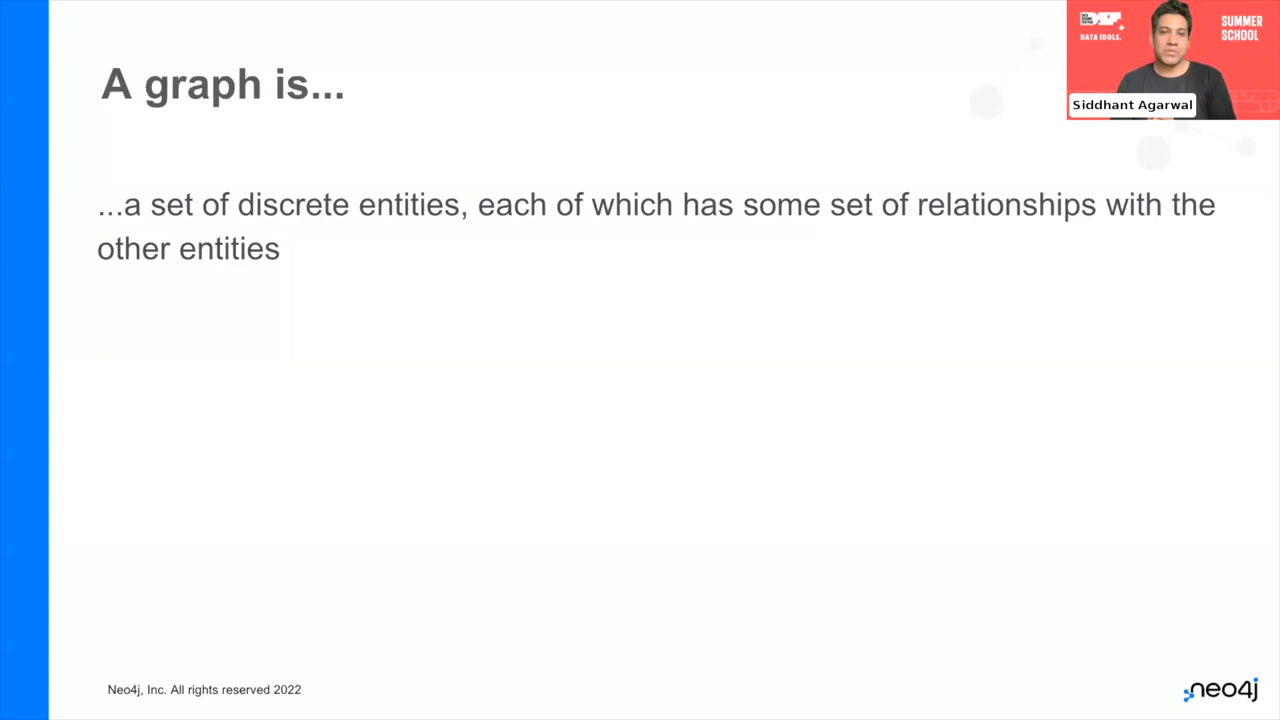 A graph is...
DATA IDOLS.
SUMMER
SCHOOL
Siddhant Agarwal
...a set of discrete entities, each of which has some set of relationships with the
other entities
Neo4j, Inc. All rights reserved 2022
neo4j